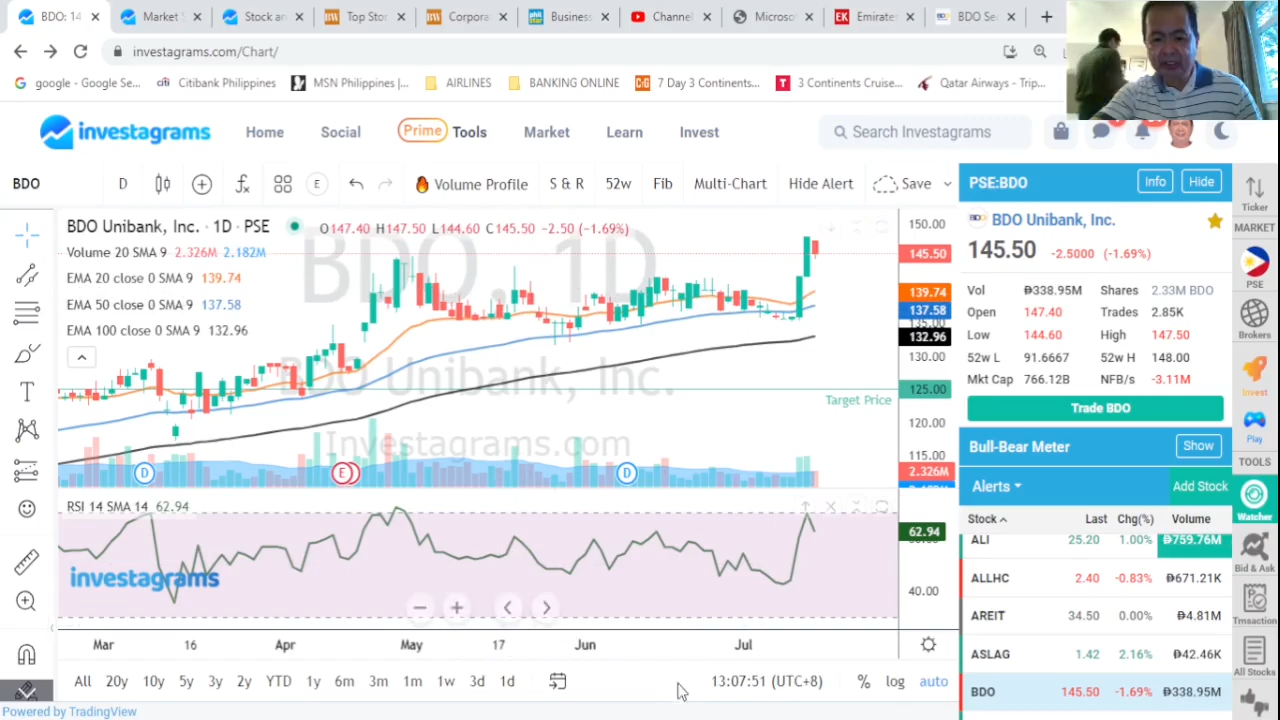 BDO: 14
Market
Stock an
Top Stor
Corpora
Business
Channel
Microso
Emirate
BDO Se
investagrams.com/Chart/
google - Google Se...
Citibank Philippines
MSN Philippines |...
AIRLINES
BANKING ONLINE
7 Day 3 Continents...
3 Continents Cruise...
Qatar Airways - Trip...
investagrams
Home
Social
Prime Tools
Market
Learn
Invest
Search Investagrams
BDO
D
E
Volume Profile
S & R
52w
Fib
Multi-Chart
Hide Alert
Save
PSE:BDO
Info
Hide
BDO Unibank, Inc. · 1D · PSE
O147.40 H147.50 L144.60 C145.50 -2.50 (-1.69%)
Volume 20 SMA 9 2.326M 2.182M
EMA 20 close 0 SMA 9 139.74
EMA 50 close 0 SMA 9 137.58
EMA 100 close 0 SMA 9 132.96
BDO, 1D
BDO Unibank, Inc.
Investagrams.com
Target Price
150.00
145.50
139.74
137.58
135.00
132.96
130.00
125.00
120.00
115.00
2.326M
D
E
D
RSI 14 SMA 14 62.94
62.94
40.00
investagrams
Mar
16
Apr
May
17
Jun
Jul
All
20y
10y
5y
3y
2y
YTD
1y
6m
3m
1m
1w
3d
1d
13:07:51 (UTC+8)
%
log
auto
Powered by TradingView
BDO Unibank, Inc.
145.50 -2.5000 (-1.69%)
Vol ₱338.95M Shares 2.33M BDO
Open 147.40 Trades 2.85K
Low 144.60 High 147.50
52w L 91.6667 52w H 148.00
Mkt Cap 766.12B NFB/s -3.11M
Trade BDO
Bull-Bear Meter
Show
Alerts
Add Stock
Stock Last Chg(%) Volume
ALI 25.20 1.00% ₱759.76M
ALLHC 2.40 -0.83% ₱671.21K
AREIT 34.50 0.00% ₱4.81M
ASLAG 1.42 2.16% ₱42.46K
BDO 145.50 -1.69% ₱338.95M
Ticker
MARKET
PSE
Brokers
Invest
Play
TOOLS
Watcher
Bid & Ask
Trnsaction
All Stocks